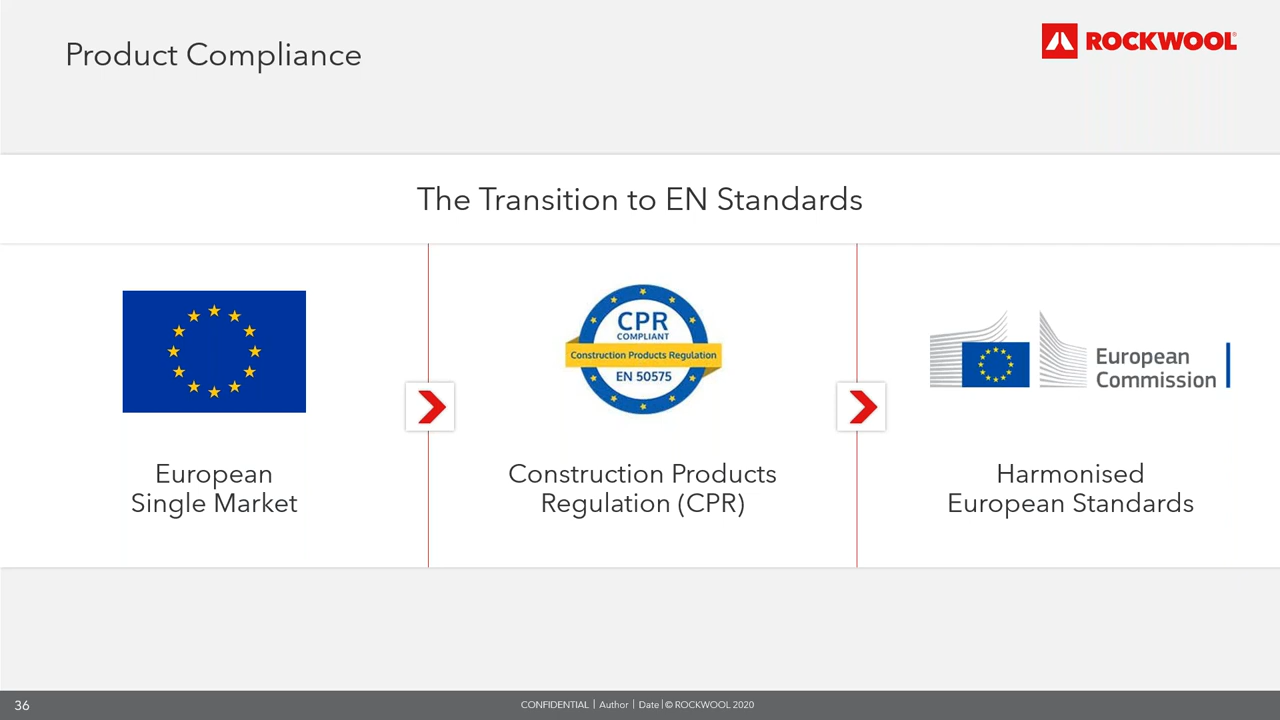 Product Compliance
ROCKWOOL®
The Transition to EN Standards
CPR
COMPLIANT
Construction Products Regulation
EN 50575
European
Commission
European
Single Market
Construction Products
Regulation (CPR)
Harmonised
European Standards
36
CONFIDENTIAL | Author | Date | © ROCKWOOL 2020